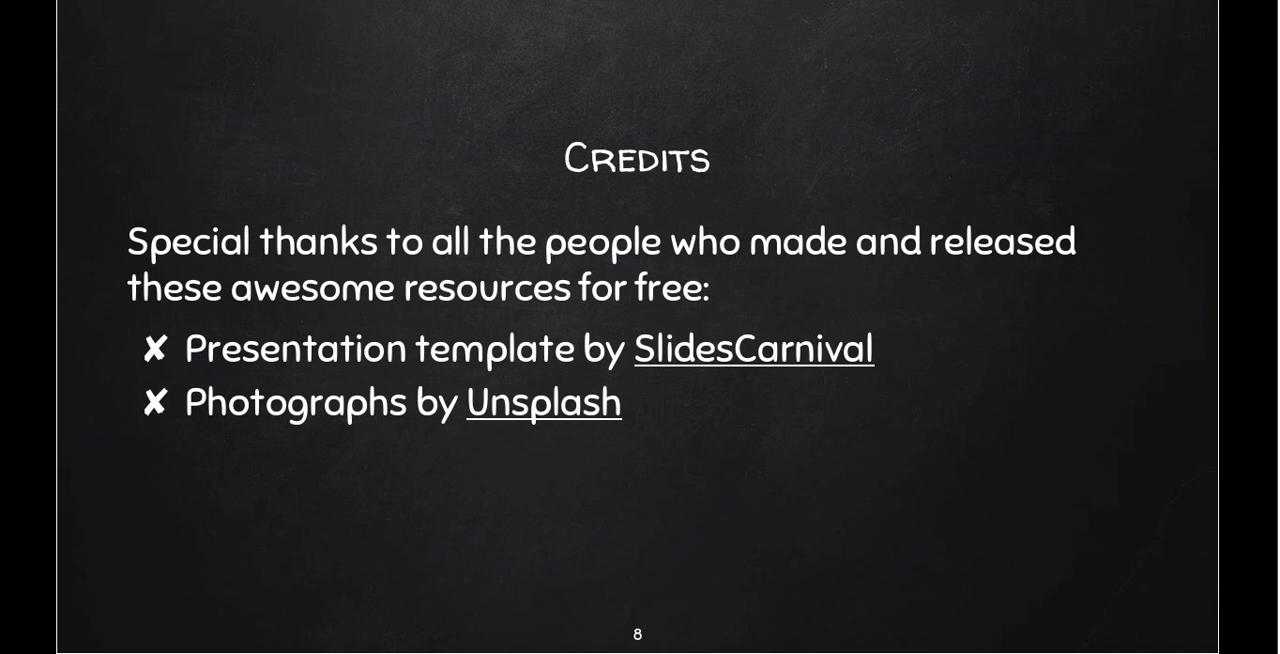 Credits
Special thanks to all the people who made and released
these awesome resources for free:
✘ Presentation template by SlidesCarnival
✘ Photographs by Unsplash
8